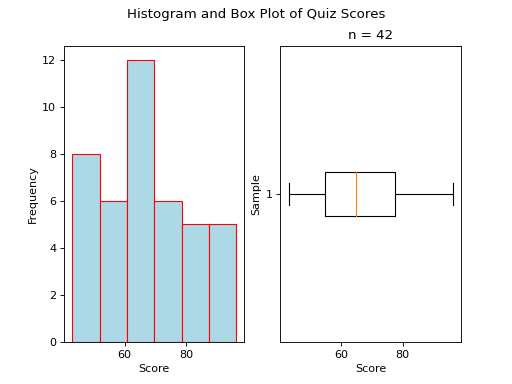 Histogram and Box Plot of Quiz Scores
n = 42
12
10
8
6
4
2
0
Frequency
60 80
Score
1
Sample
60 80
Score